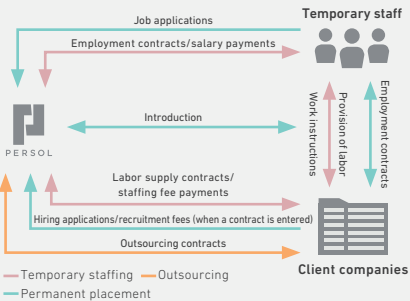 Job applications
Temporary staff
Employment contracts/salary payments
Introduction
PERSOL
Work instructions
Provision of labor
Employment contracts
Labor supply contracts/
staffing fee payments
Hiring applications/recruitment fees (when a contract is entered)
Outsourcing contracts
Client companies
Temporary staffing
Outsourcing
Permanent placement